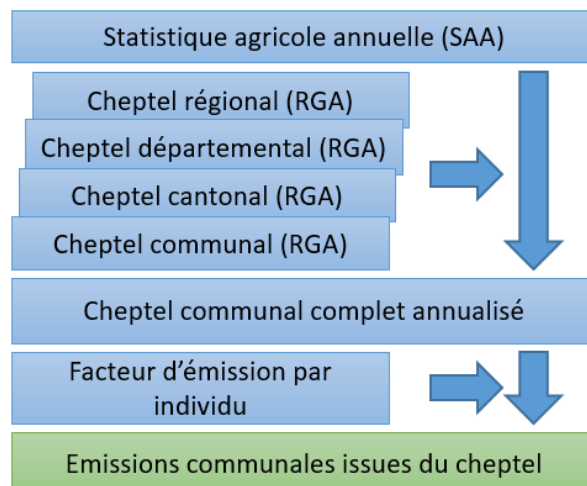 Statistique agricole annuelle (SAA)
Cheptel régional (RGA)
Cheptel départemental (RGA)
Cheptel cantonal (RGA)
Cheptel communal (RGA)
Cheptel communal complet annualisé
Facteur d’émission par
individu
Emissions communales issues du cheptel